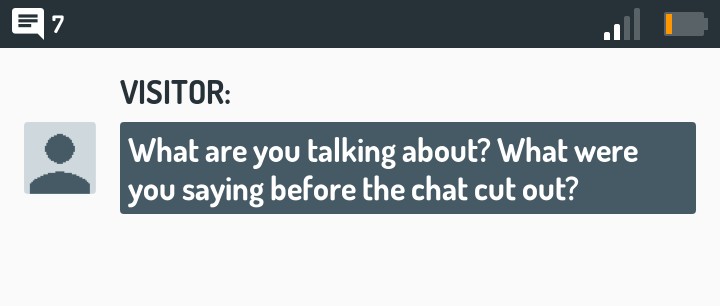 7
VISITOR:
What are you talking about? What were
you saying before the chat cut out?